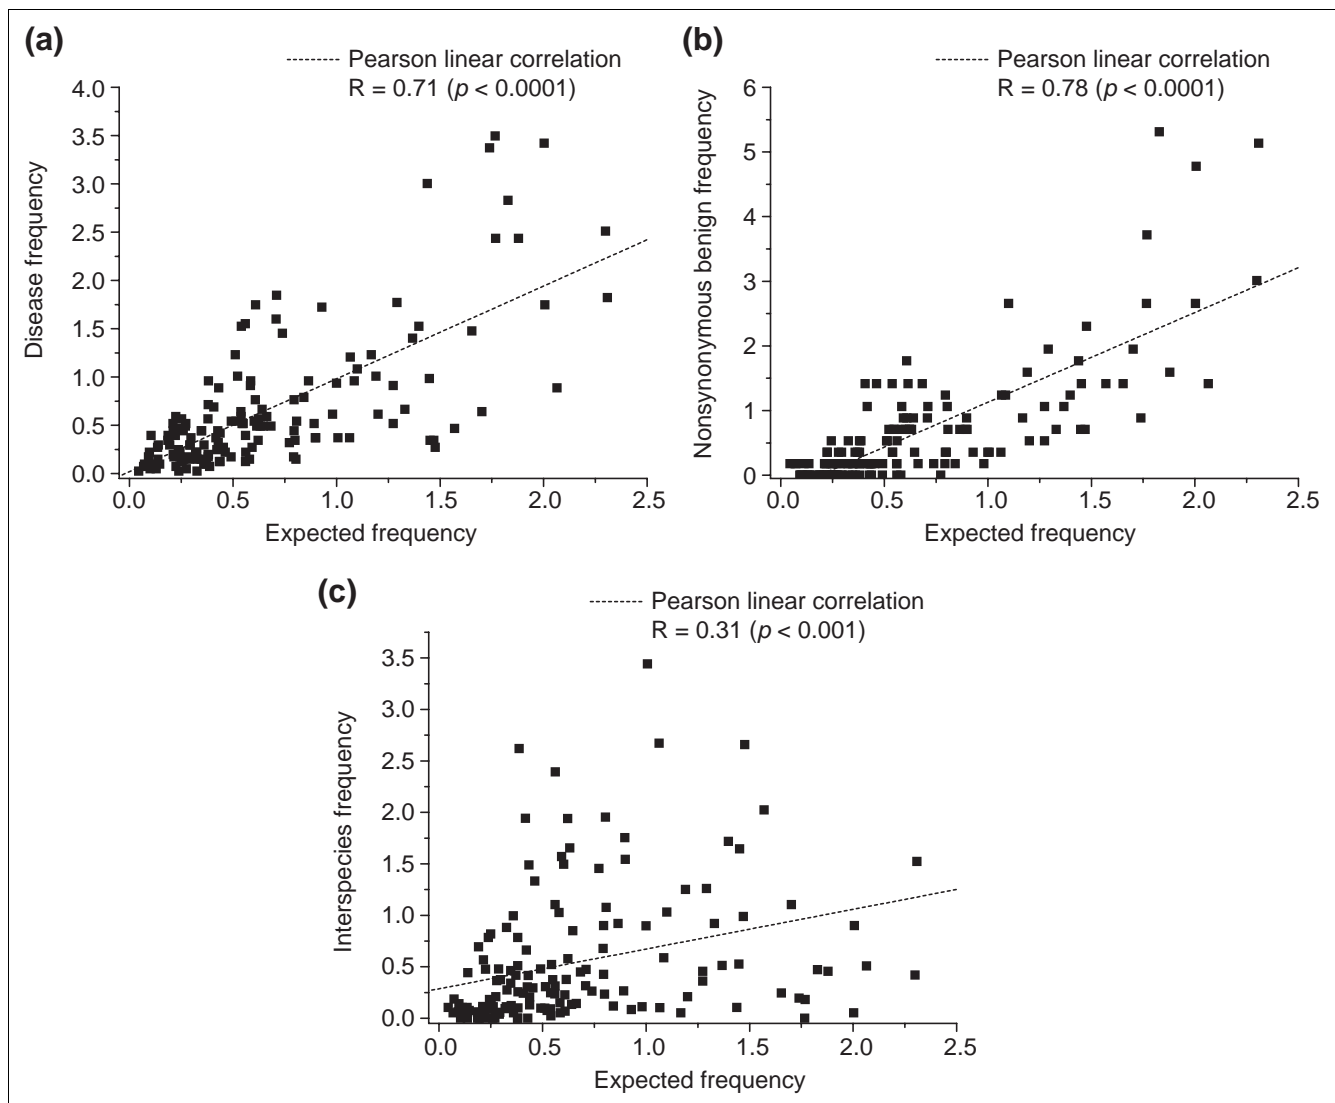 (a)
Pearson linear correlation
R = 0.71 (p < 0.0001)
Disease frequency
4.0
3.5
3.0
2.5
2.0
1.5
1.0
0.5
0.0
0.0 0.5 1.0 1.5 2.0 2.5
Expected frequency
(b)
Pearson linear correlation
R = 0.78 (p < 0.0001)
Nonsynonymous benign frequency
6
5
4
3
2
1
0
0.0 0.5 1.0 1.5 2.0 2.5
Expected frequency
(c)
Pearson linear correlation
R = 0.31 (p < 0.001)
Interspecies frequency
3.5
3.0
2.5
2.0
1.5
1.0
0.5
0.0
0.0 0.5 1.0 1.5 2.0 2.5
Expected frequency